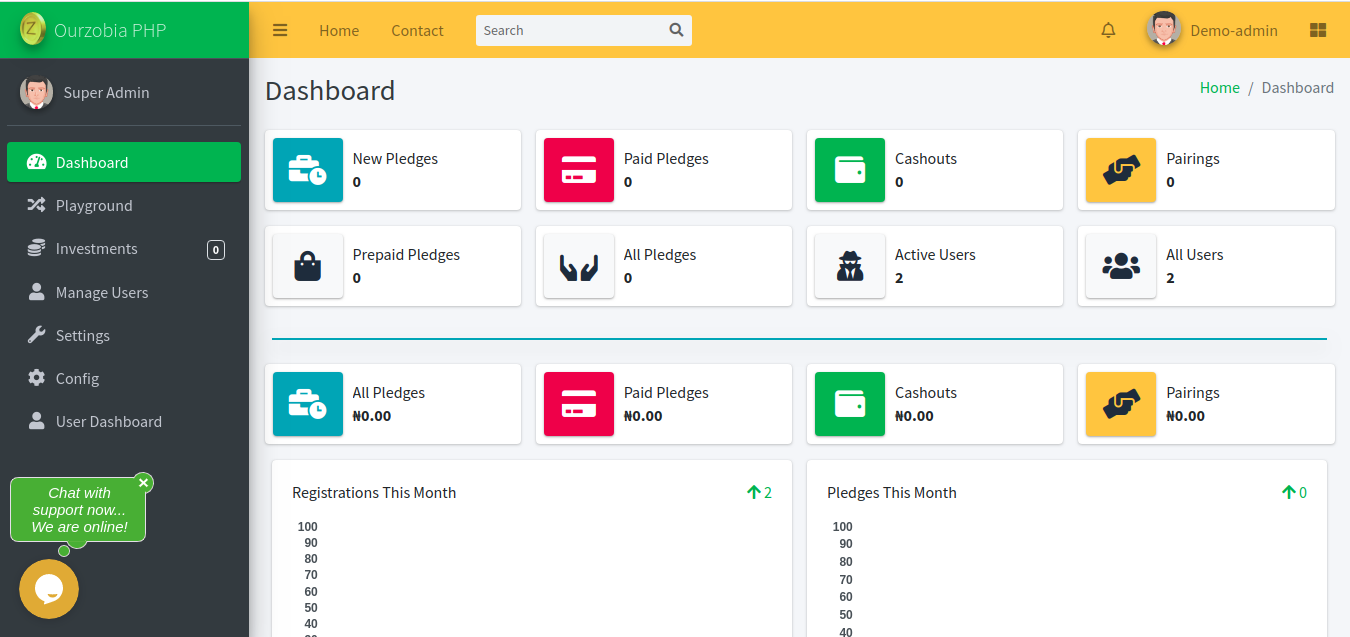 Z Ourzobia PHP
Home
Contact
Search
Demo-admin
Super Admin
Dashboard
Playground
Investments 0
Manage Users
Settings
Config
User Dashboard
Chat with
support now...
We are online!
Dashboard
Home / Dashboard
New Pledges
0
Paid Pledges
0
Cashouts
0
Pairings
0
Prepaid Pledges
0
All Pledges
0
Active Users
2
All Users
2
All Pledges
₦0.00
Paid Pledges
₦0.00
Cashouts
₦0.00
Pairings
₦0.00
Registrations This Month 2
100
90
80
70
60
50
40
Pledges This Month 0
100
90
80
70
60
50
40